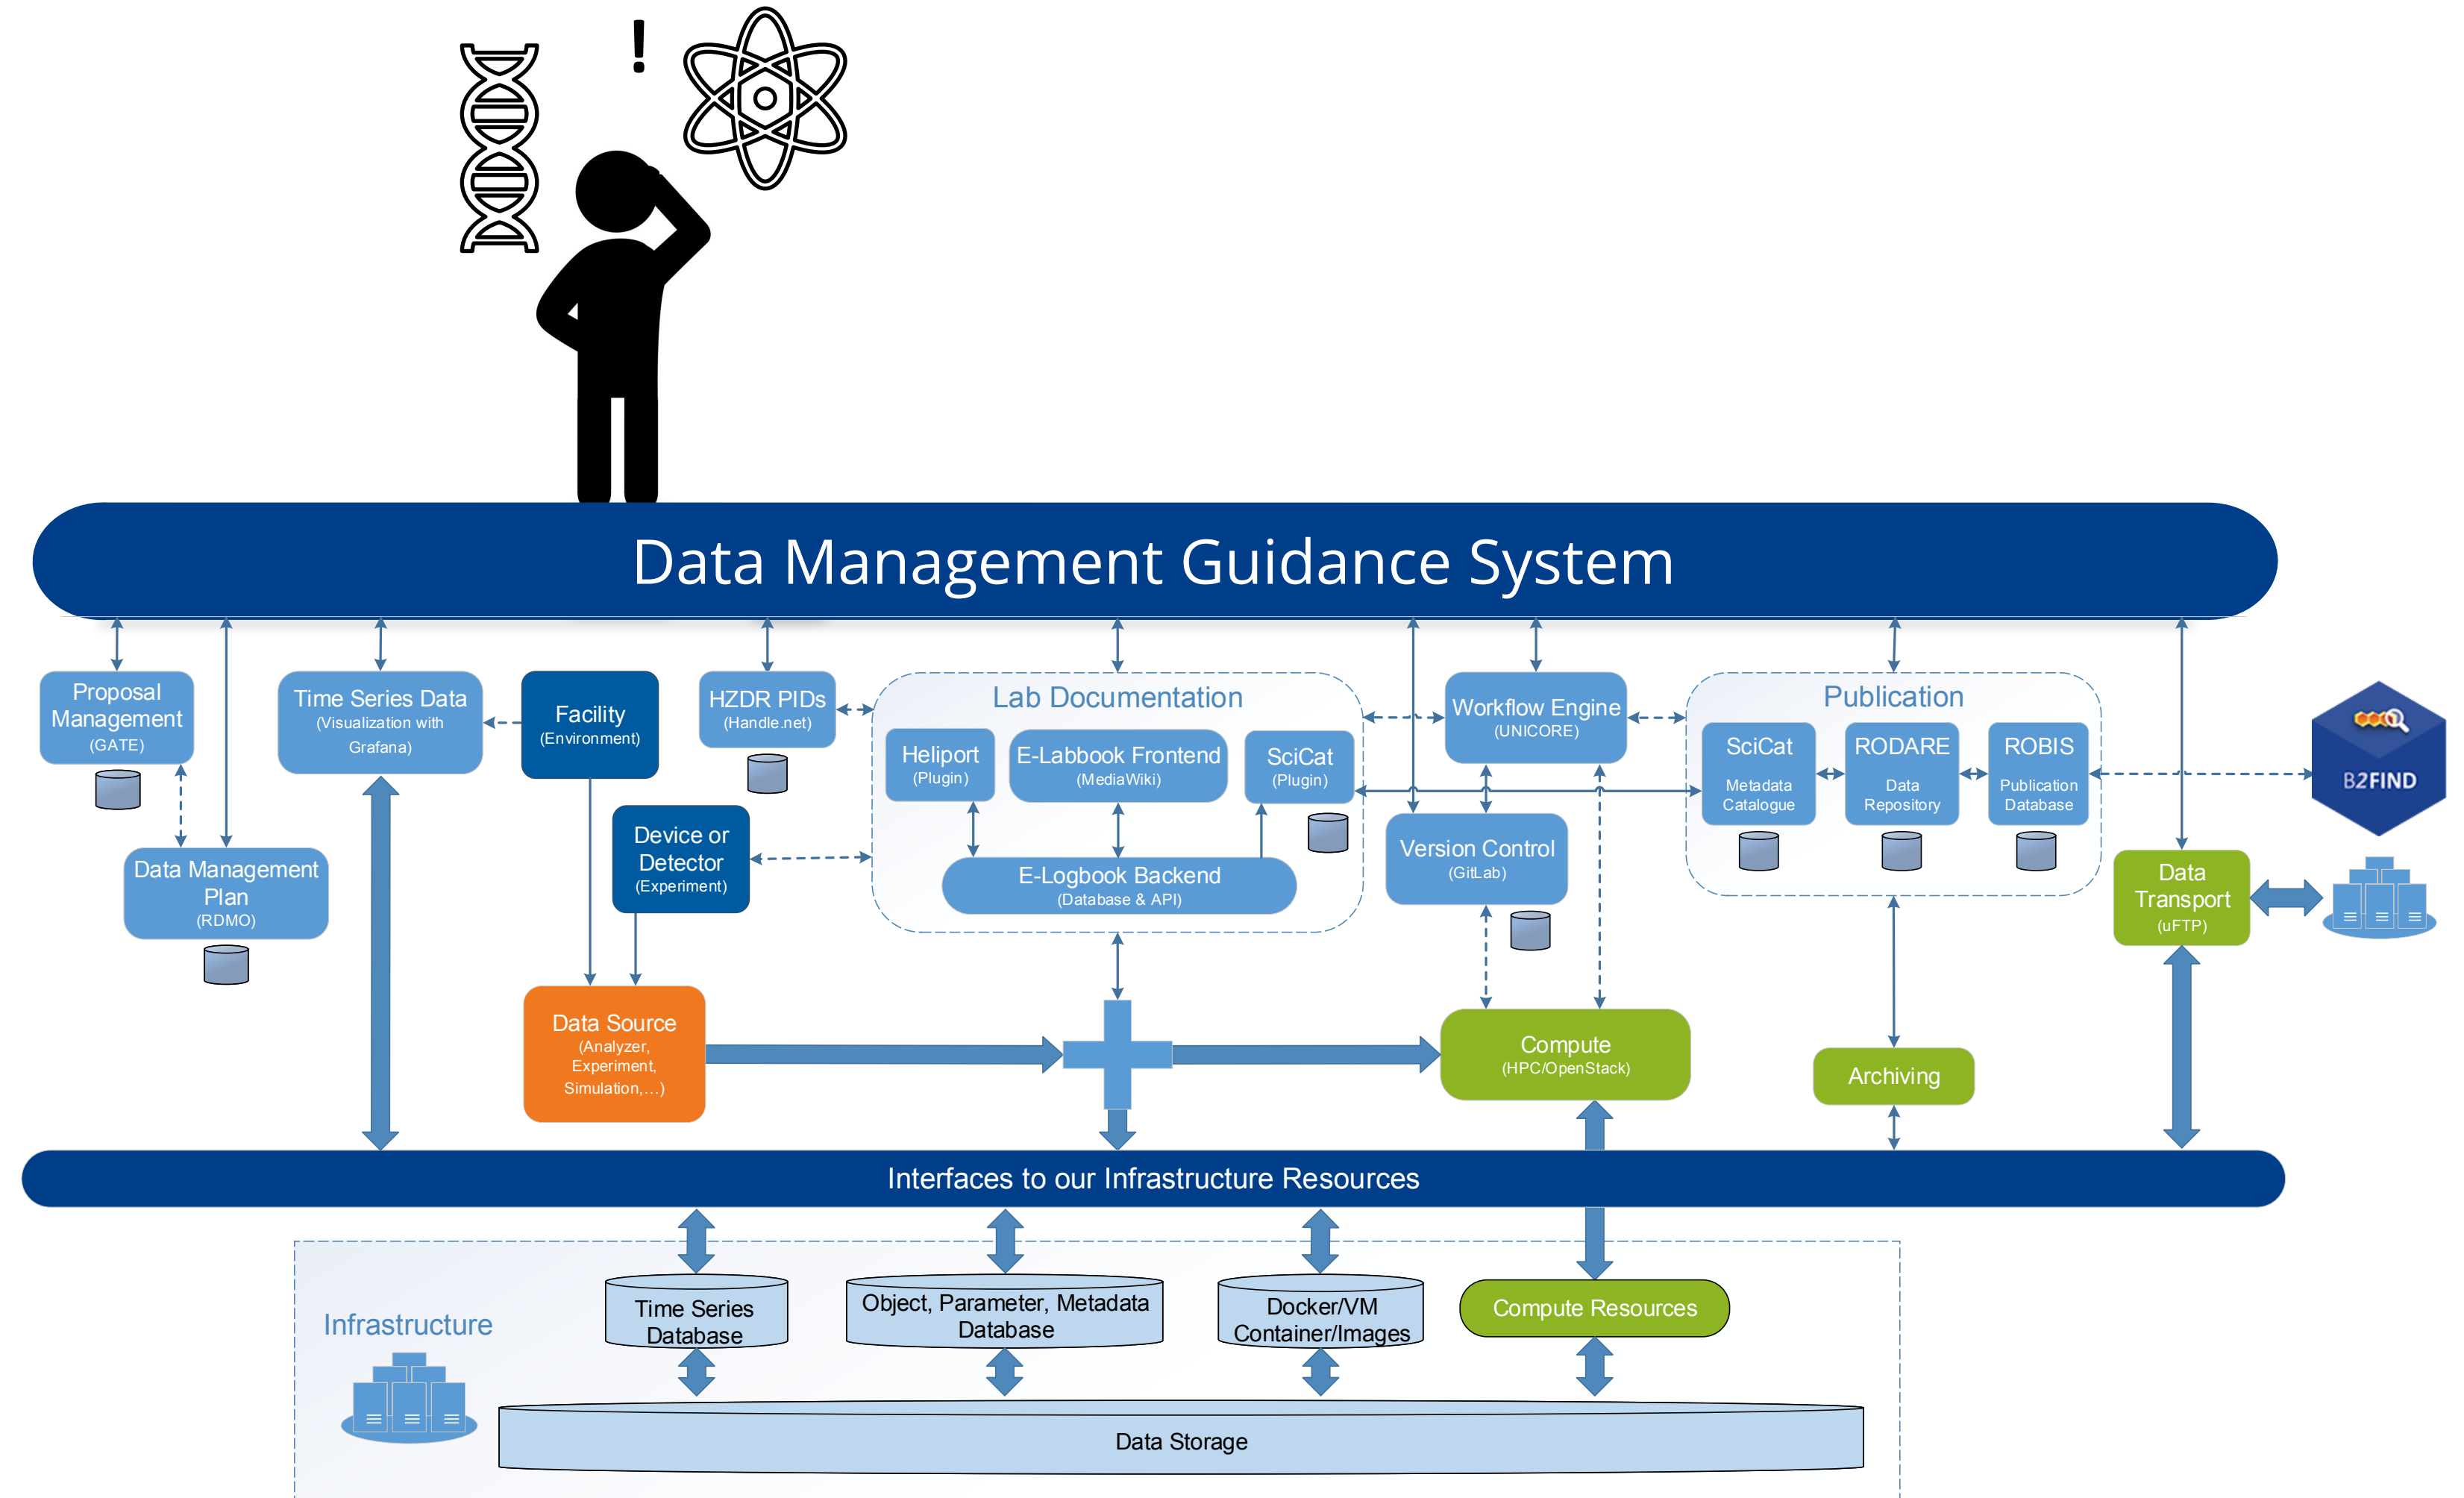 !
Data Management Guidance System
Proposal
Management
(GATE)
Data Management
Plan
(RDMO)
Time Series Data
(Visualization with
Grafana)
Facility
(Environment)
Device or
Detector
(Experiment)
Data Source
(Analyzer,
Experiment,
Simulation,...)
HZDR PIDs
(Handle.net)
Lab Documentation
Heliport
(Plugin)
E-Labbook Frontend
(MediaWiki)
SciCat
(Plugin)
E-Logbook Backend
(Database & API)
Workflow Engine
(UNICORE)
Version Control
(GitLab)
Compute
(HPC/OpenStack)
Publication
SciCat
Metadata
Catalogue
RODARE
Data
Repository
ROBIS
Publication
Database
Archiving
B2FIND
Data
Transport
(uFTP)
Interfaces to our Infrastructure Resources
Infrastructure
Time Series
Database
Object, Parameter, Metadata
Database
Docker/VM
Container/Images
Compute Resources
Data Storage